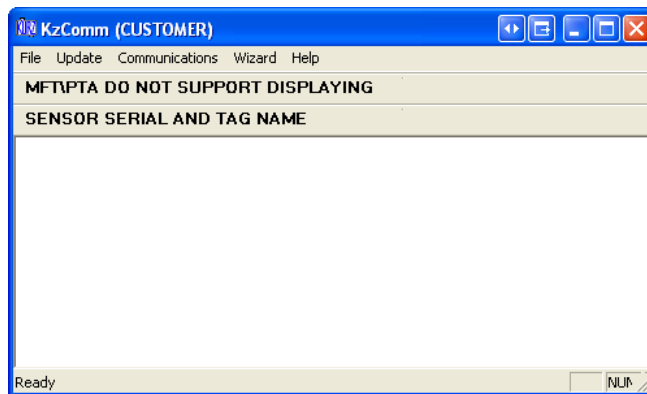 KzComm (CUSTOMER)
File Update Communications Wizard Help
MFT\PTA DO NOT SUPPORT DISPLAYING
SENSOR SERIAL AND TAG NAME
Ready
NUM